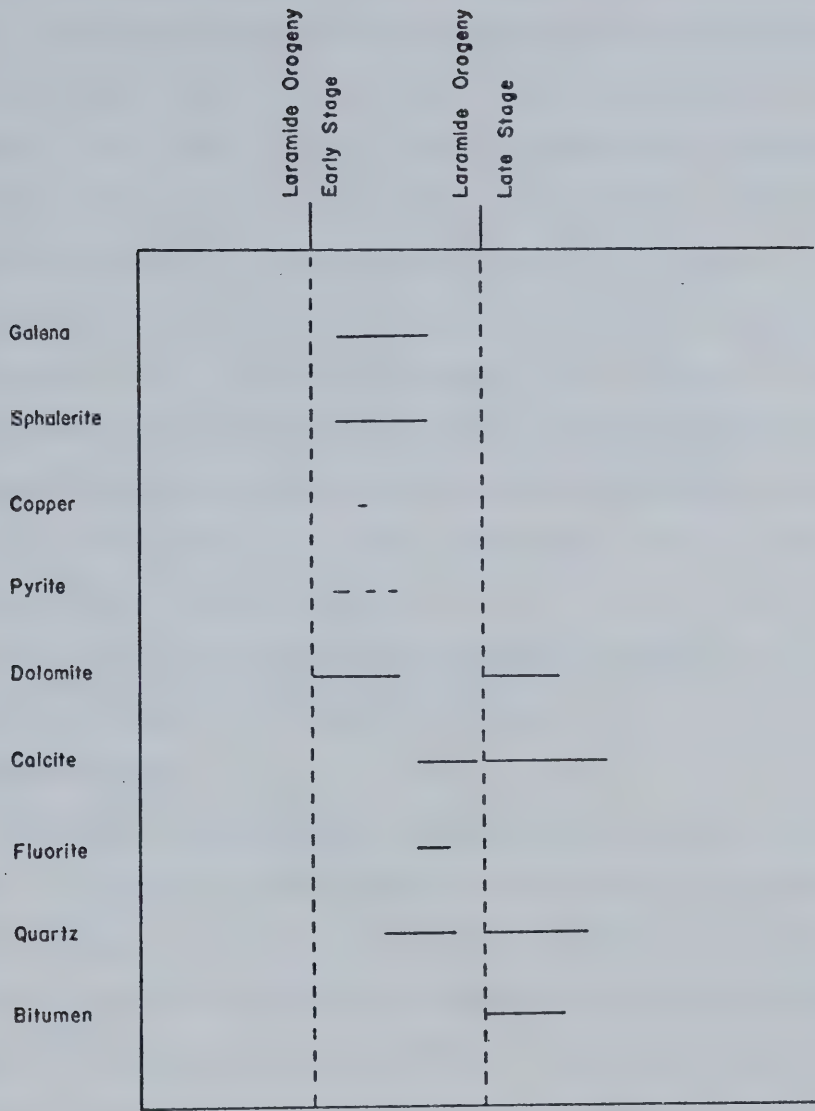 Laramide Orogeny
Early Stage
Laramide Orogeny
Late Stage
Galena
Sphalerite
Copper
Pyrite
Dolomite
Calcite
Fluorite
Quartz
Bitumen